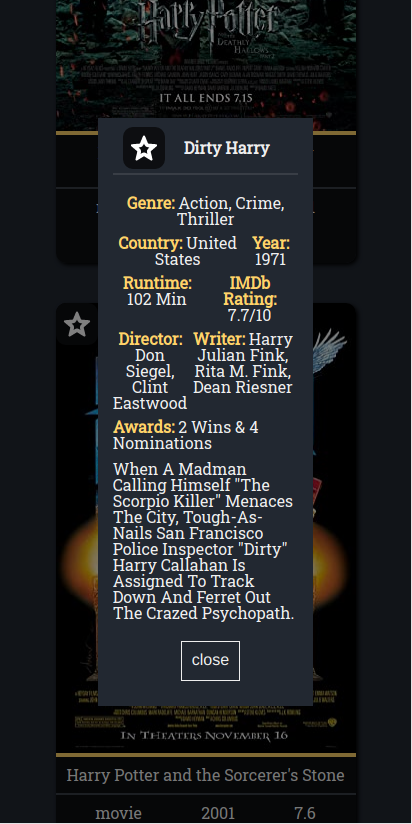 Harry Potter
DEATHLY
HALLOWS
IT ALL ENDS 7.15
Dirty Harry
Genre: Action, Crime,
Thriller
Country: United
States
Year:
1971
Runtime:
102 Min
IMDb
Rating:
7.7/10
Director:
Don
Siegel,
Clint
Eastwood
Writer: Harry
Julian Fink,
Rita M. Fink,
Dean Riesner
Awards: 2 Wins & 4
Nominations
When A Madman
Calling Himself "The
Scorpio Killer" Menaces
The City, Tough-As-
Nails San Francisco
Police Inspector "Dirty"
Harry Callahan Is
Assigned To Track
Down And Ferret Out
The Crazed Psychopath.
close
IN THEATERS NOVEMBER 16
Harry Potter and the Sorcerer's Stone
movie 2001 7.6